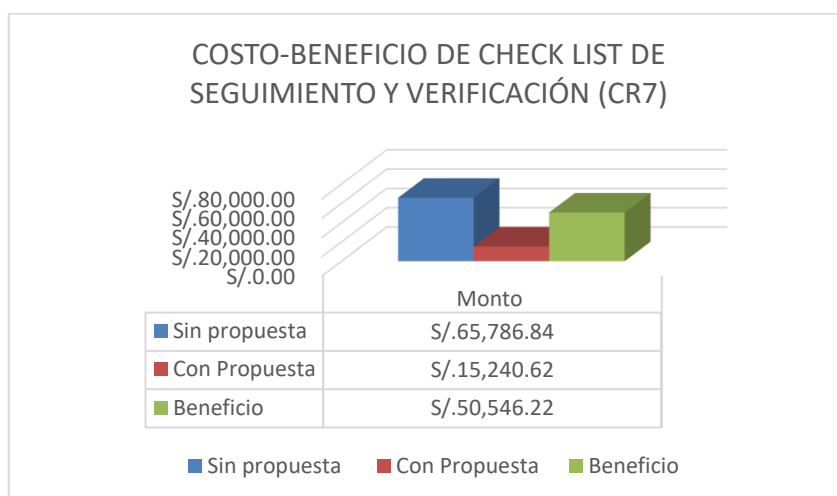 COSTO-BENEFICIO DE CHECK LIST DE
SEGUIMIENTO Y VERIFICACIÓN (CR7)
S/.80,000.00
S/.60,000.00
S/.40,000.00
S/.20,000.00
S/.0.00
Monto
Sin propuesta S/.65,786.84
Con Propuesta S/.15,240.62
Beneficio S/.50,546.22
Sin propuesta Con Propuesta Beneficio